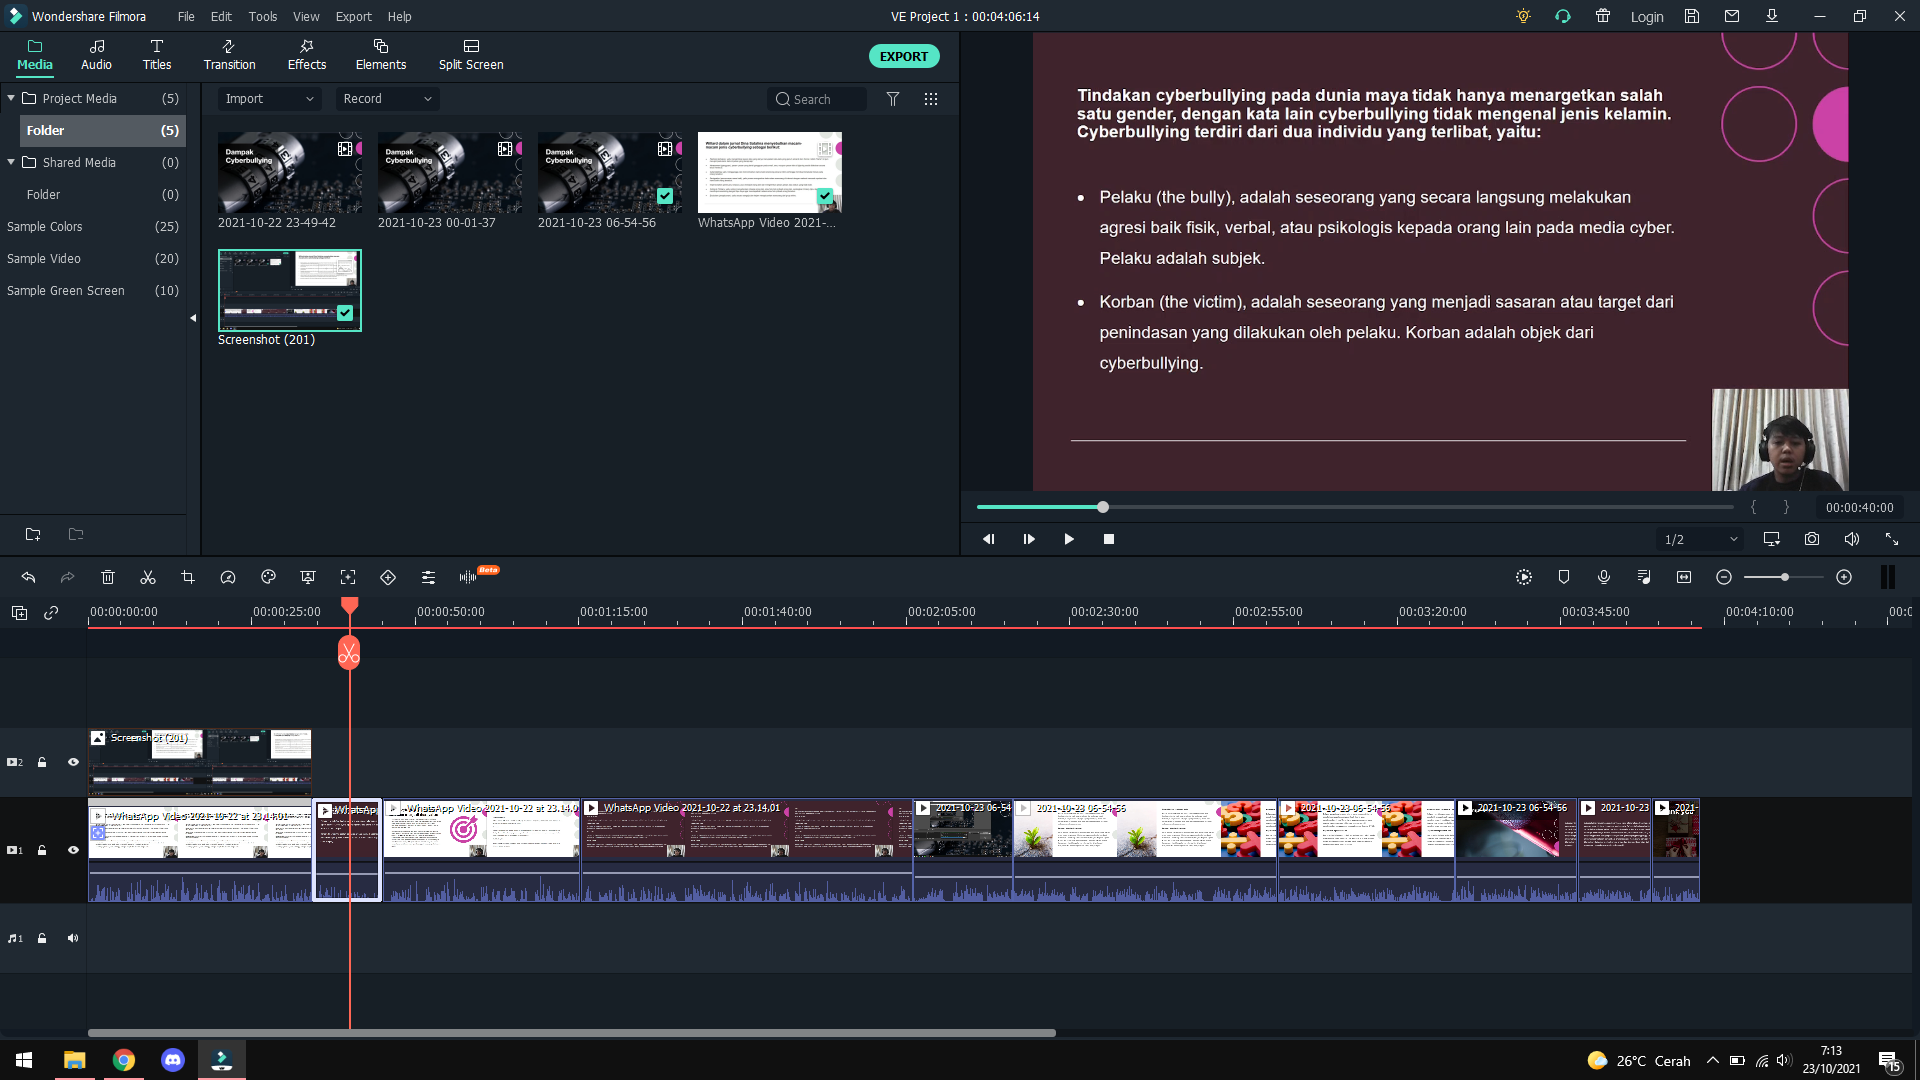 Wondershare Filmora
File Edit Tools View Export Help
VE Project 1 : 00:04:06:14
Login
Media Audio Titles Transition Effects Elements Split Screen
EXPORT
Project Media (5)
Folder (5)
Shared Media (0)
Folder (0)
Sample Colors (25)
Sample Video (20)
Sample Green Screen (10)
Import Record Search
Dampak Cyberbullying
Dampak Cyberbullying
Dampak Cyberbullying
2021-10-22 23-49-42
2021-10-23 00-01-37
2021-10-23 06-54-56
WhatsApp Video 2021-...
Screenshot (201)
Tindakan cyberbullying pada dunia maya tidak hanya menargetkan salah
satu gender, dengan kata lain cyberbullying tidak mengenal jenis kelamin.
Cyberbullying terdiri dari dua individu yang terlibat, yaitu:
• Pelaku (the bully), adalah seseorang yang secara langsung melakukan
agresi baik fisik, verbal, atau psikologis kepada orang lain pada media cyber.
Pelaku adalah subjek.
• Korban (the victim), adalah seseorang yang menjadi sasaran atau target dari
penindasan yang dilakukan oleh pelaku. Korban adalah objek dari
cyberbullying.
{ } 00:00:40:00
1/2
Beta
00:00:00:00 00:00:25:00 00:00:50:00 00:01:15:00 00:01:40:00 00:02:05:00 00:02:30:00 00:02:55:00 00:03:20:00 00:03:45:00 00:04:10:00 00:0
Screenshot (201)
2
WhatsApp Video 2021-10-22 at 23.14.01
WhatsApp
WhatsApp Video 2021-10-22 at 23.14.0
WhatsApp Video 2021-10-22 at 23.14.01
2021-10-23 06-54
2021-10-23 06-54-56
2021-10-23 06-54-56
2021-10-23 06-54-56
2021-10-23
2021-
1
1
26°C Cerah
7:13
23/10/2021
15